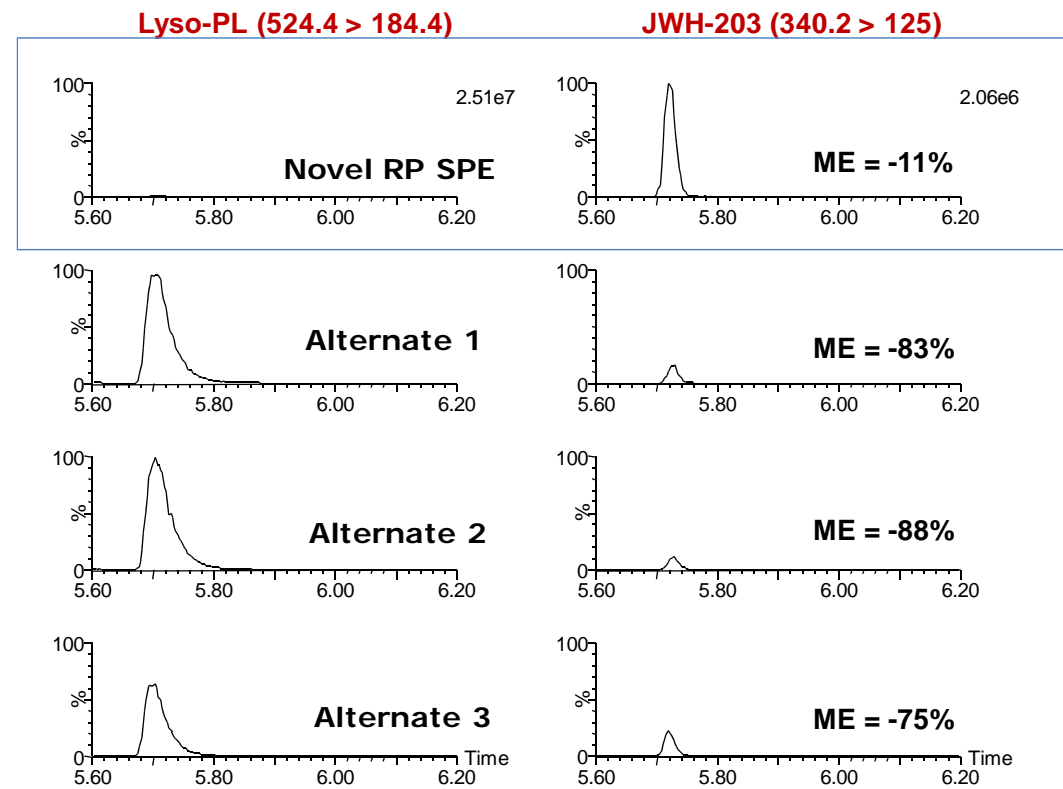 Lyso-PL (524.4 > 184.4) JWH-203 (340.2 > 125)
100 2.51e7 100 2.06e6
% Novel RP SPE % ME = -11%
0 0
5.60 5.80 6.00 6.20 5.60 5.80 6.00 6.20
100 100
% Alternate 1 % ME = -83%
0 0
5.60 5.80 6.00 6.20 5.60 5.80 6.00 6.20
100 100
% Alternate 2 % ME = -88%
0 0
5.60 5.80 6.00 6.20 5.60 5.80 6.00 6.20
100 100
% Alternate 3 % ME = -75%
0 Time 0 Time
5.60 5.80 6.00 6.20 5.60 5.80 6.00 6.20